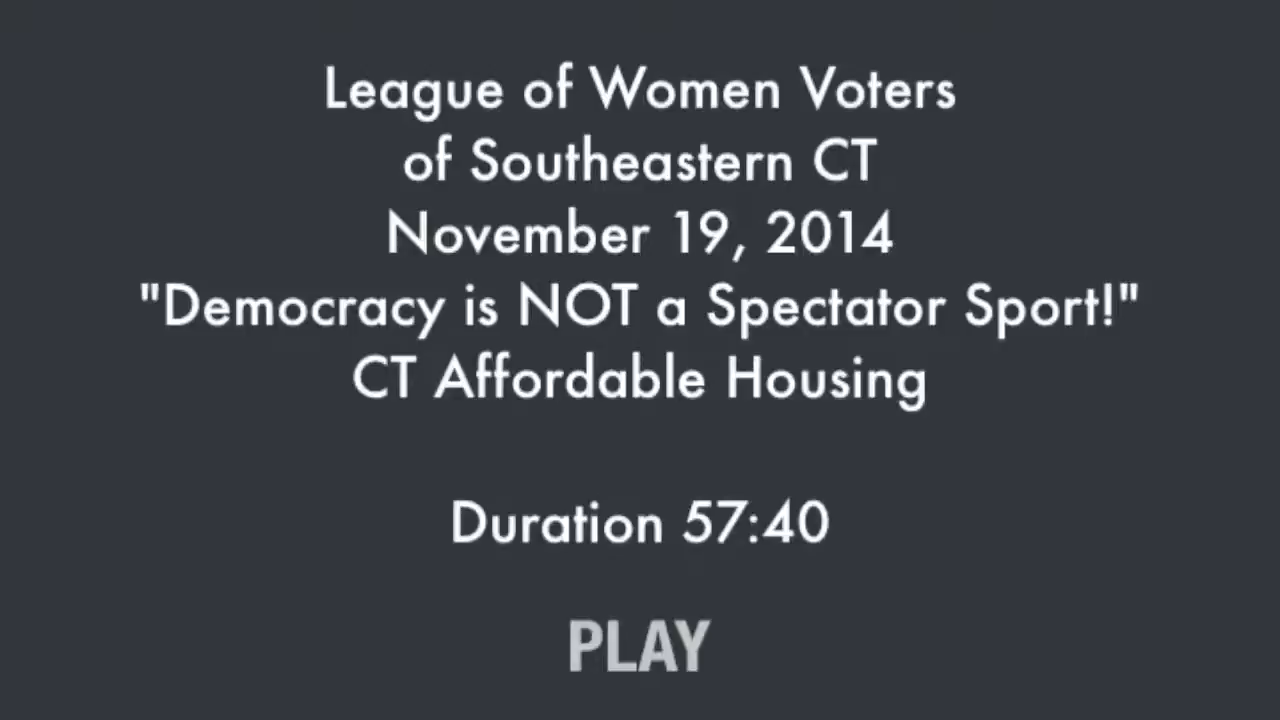 League of Women Voters
of Southeastern CT
November 19, 2014
"Democracy is NOT a Spectator Sport!"
CT Affordable Housing
Duration 57:40
PLAY